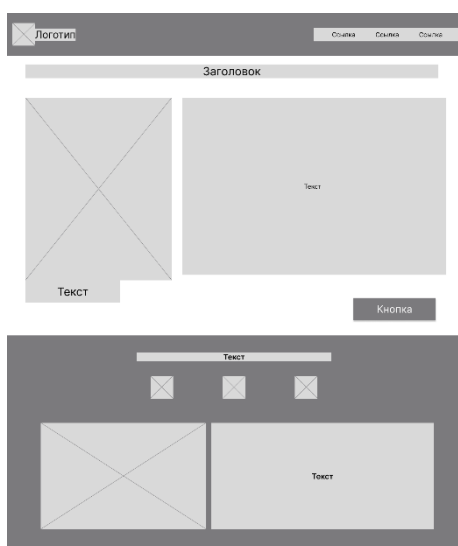 Логотип
Ссылка Ссылка Ссылка
Заголовок
Текст
Текст
Кнопка
Текст
Текст